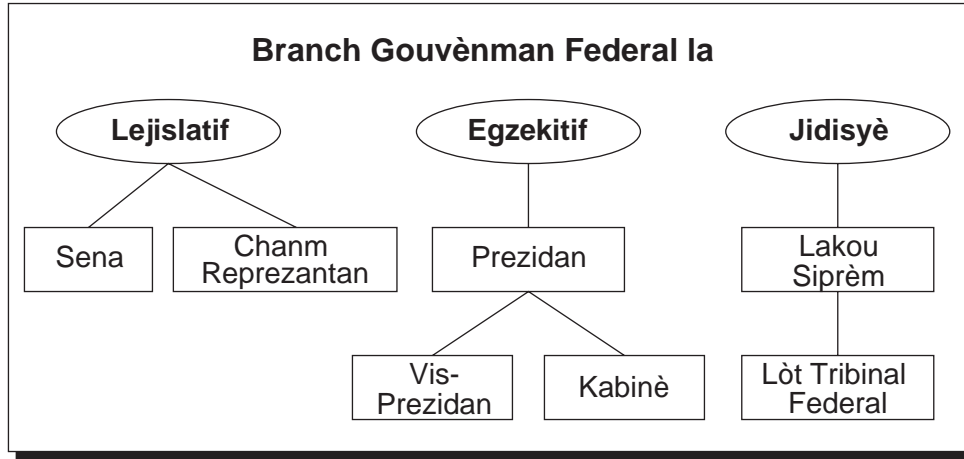 Branch Gouvènman Federal la
Lejislatif
Egzekitif
Jidisyè
Sena
Chanm
Reprezantan
Prezidan
Lakou
Siprèm
Vis-
Prezidan
Kabinè
Lòt Tribinal
Federal